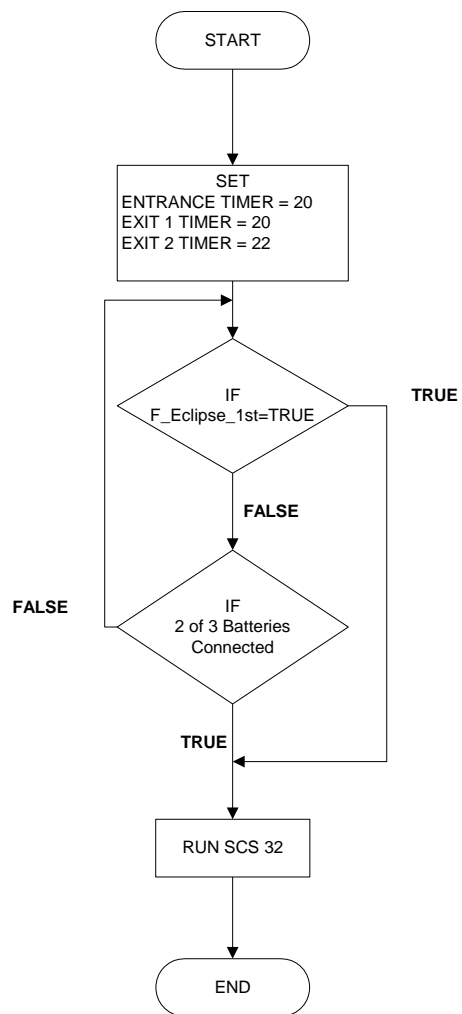 START
SET
ENTRANCE TIMER = 20
EXIT 1 TIMER = 20
EXIT 2 TIMER = 22
IF
F_Eclipse_1st=TRUE
TRUE
FALSE
FALSE
IF
2 of 3 Batteries
Connected
TRUE
RUN SCS 32
END